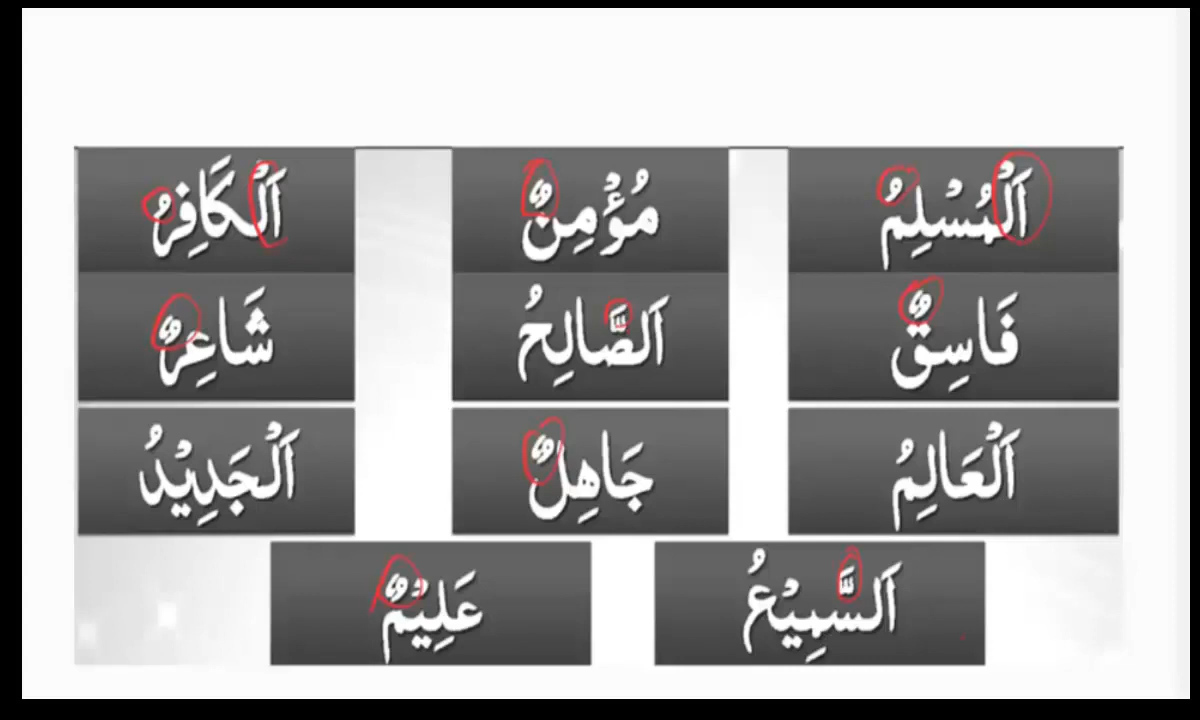 اَلْمُسْلِمُ مُؤْمِنٌ اَلْكَافِرُ
فَاسِقٌ اَلصَّالِحُ شَاعِرٌ
اَلْعَالِمُ جَاهِلٌ اَلْجَدِيْدُ
اَلسَّمِيْعُ عَلِيْمٌ